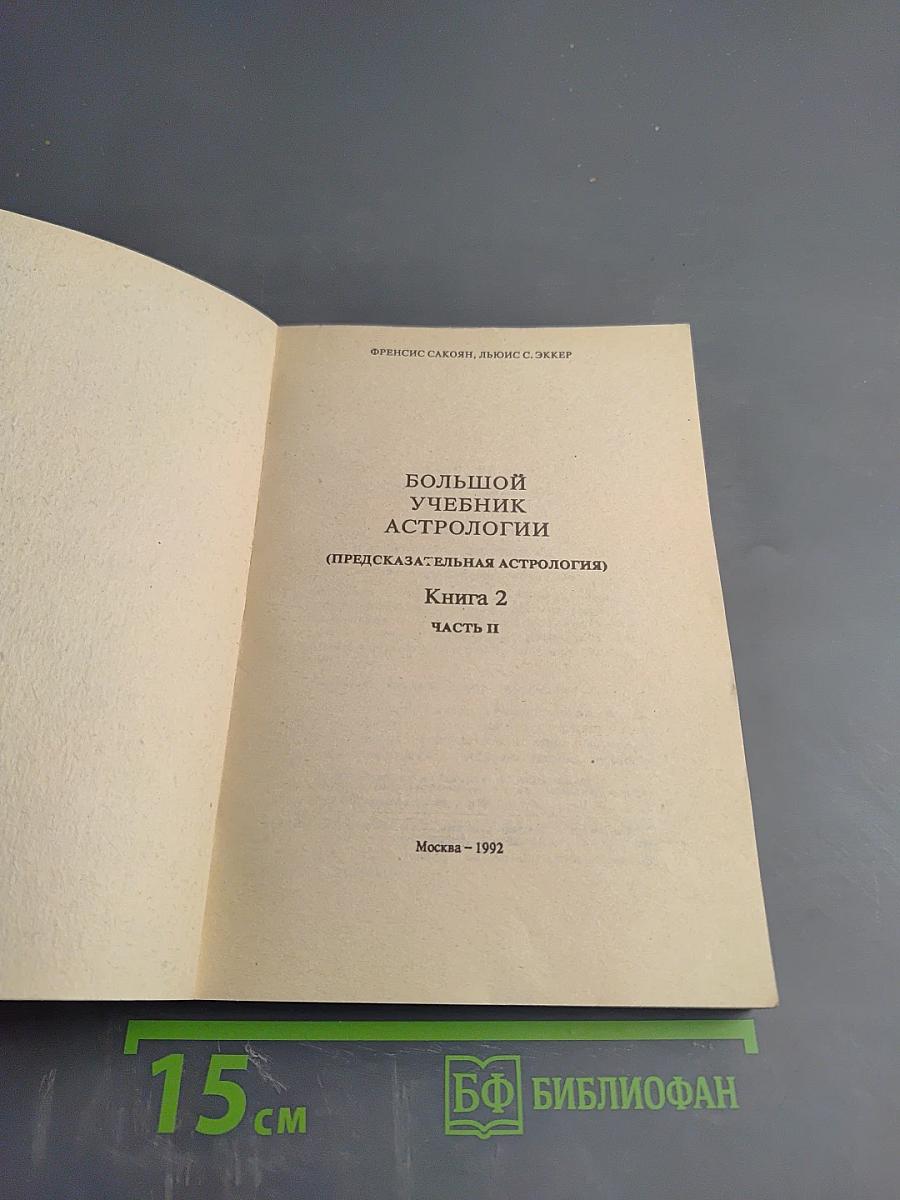 ФРЕНСИС САКОЯН, ЛЬЮИС С. ЭККЕР
БОЛЬШОЙ
УЧЕБНИК
АСТРОЛОГИИ
(ПРЕДСКАЗАТЕЛЬНАЯ АСТРОЛОГИЯ)
Книга 2
ЧАСТЬ II
Москва – 1992
15 см
БФ БИБЛИОФАН